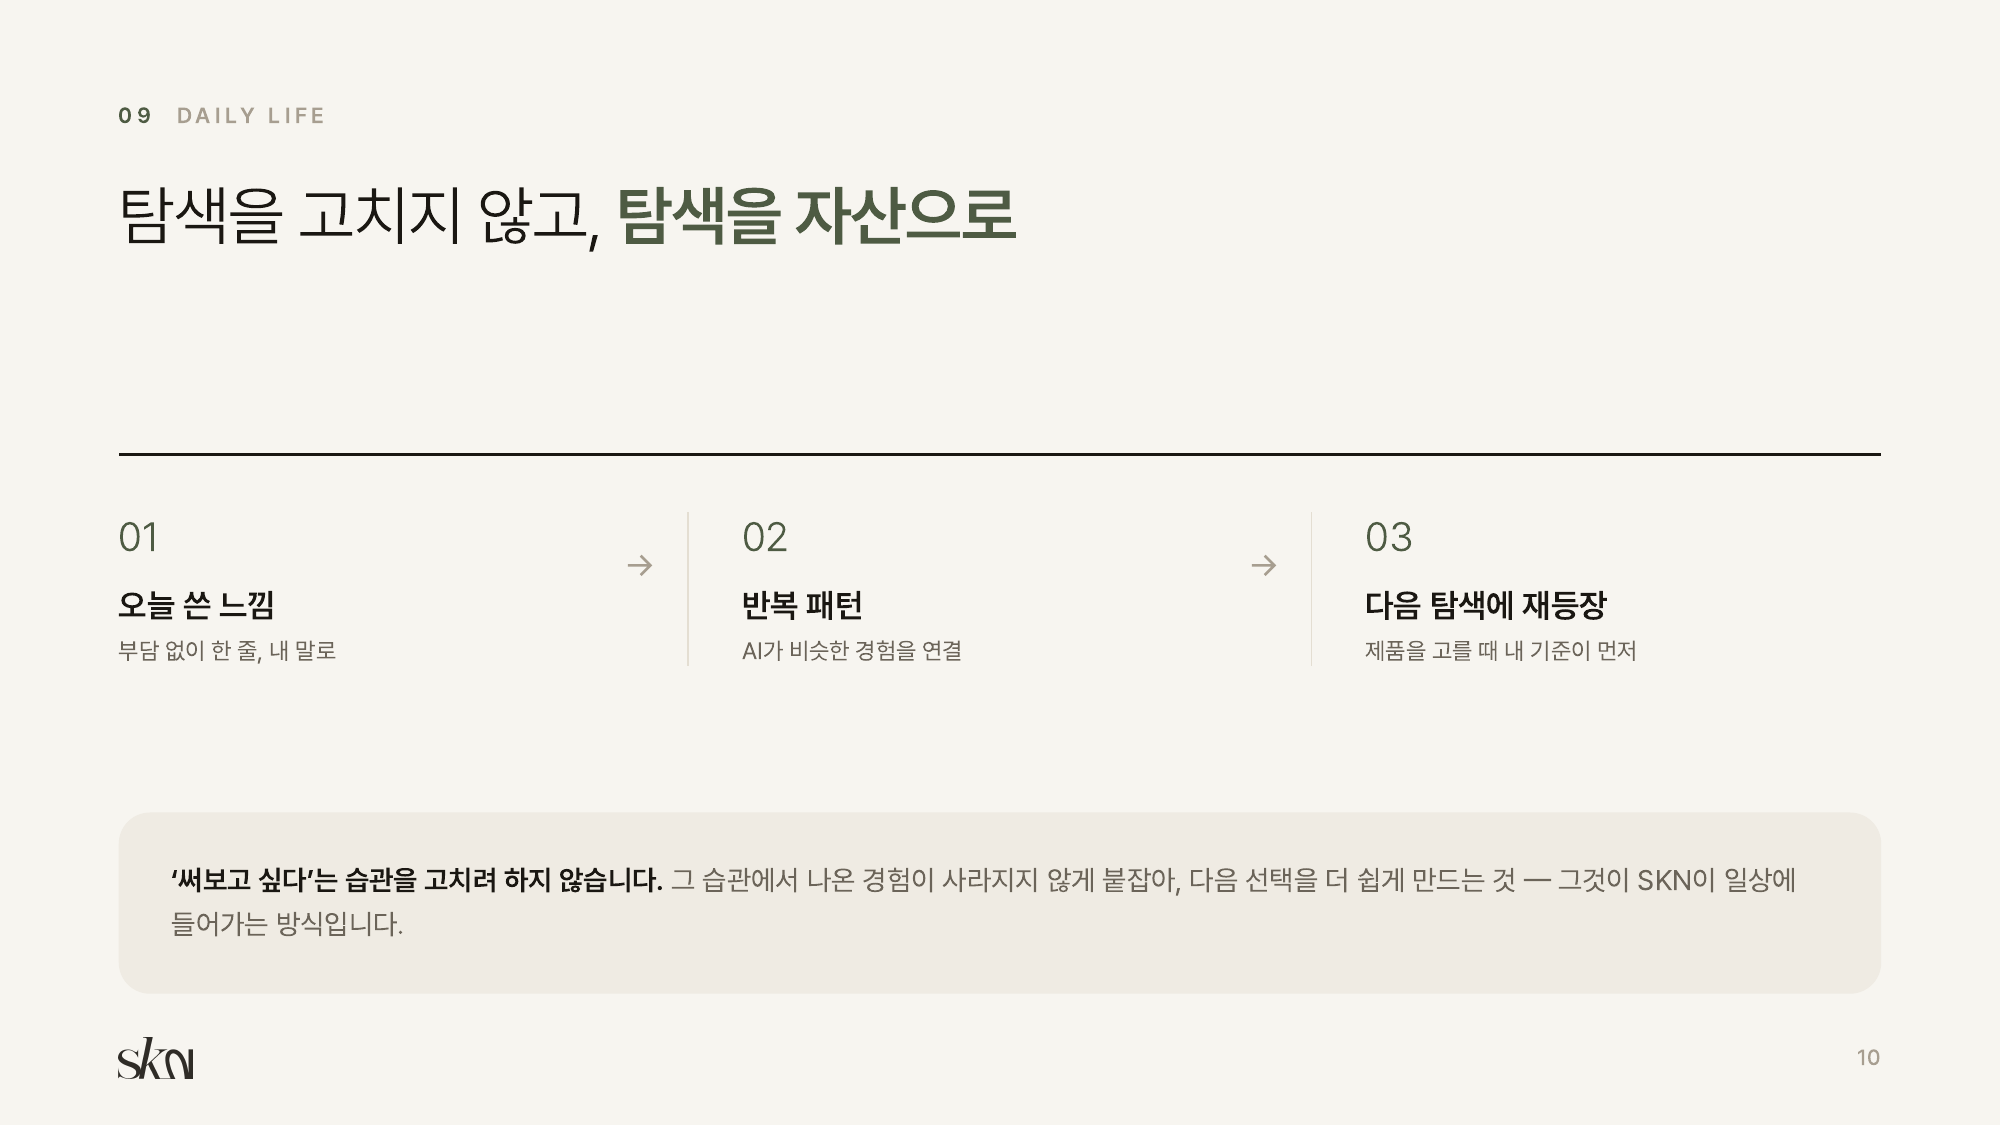 09 DAILY LIFE
탐색을 고치지 않고, 탐색을 자산으로
01
→
오늘 쓴 느낌
부담 없이 한 줄, 내 말로
02
→
반복 패턴
AI가 비슷한 경험을 연결
03
다음 탐색에 재등장
제품을 고를 때 내 기준이 먼저
‘써보고 싶다’는 습관을 고치려 하지 않습니다. 그 습관에서 나온 경험이 사라지지 않게 붙잡아, 다음 선택을 더 쉽게 만드는 것 — 그것이 SKN이 일상에
들어가는 방식입니다.
skn
10